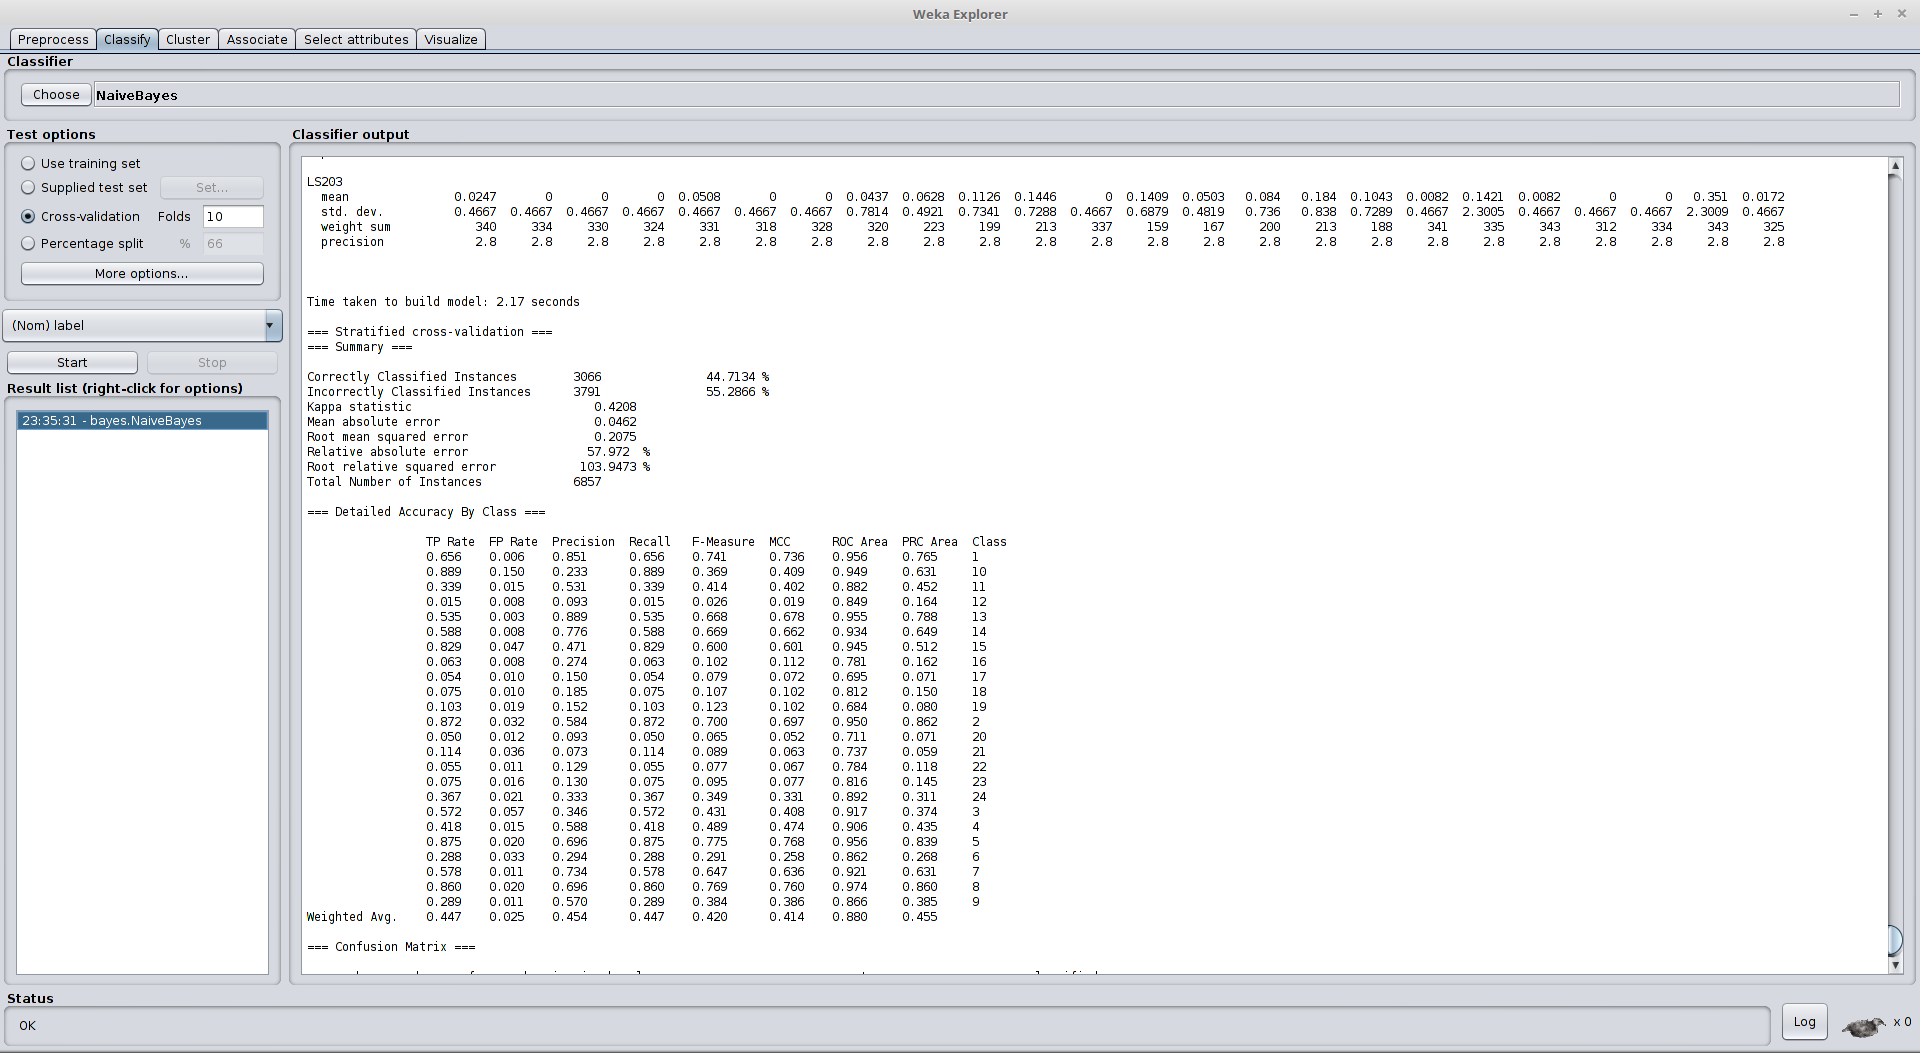 Weka Explorer
Preprocess Classify Cluster Associate Select attributes Visualize
Classifier
Choose NaiveBayes
Test options
Use training set
Supplied test set Set...
Cross-validation Folds 10
Percentage split % 66
More options...
(Nom) label
Start Stop
Result list (right-click for options)
23:35:31 - bayes.NaiveBayes
Classifier output
LS203
mean 0.0247 0 0 0 0.0508 0 0 0.0437 0.0628 0.1126 0.1446 0 0.1409 0.0503 0.084 0.184 0.1043 0.0082 0.1421 0.0082 0 0 0.351 0.0172
std. dev. 0.4667 0.4667 0.4667 0.4667 0.4667 0.4667 0.4667 0.7814 0.4921 0.7341 0.7288 0.4667 0.6879 0.4819 0.736 0.838 0.7289 0.4667 2.3005 0.4667 0.4667 0.4667 2.3009 0.4667
weight sum 340 334 330 324 331 318 328 320 223 199 213 337 159 167 200 213 188 341 335 343 312 334 343 325
precision 2.8 2.8 2.8 2.8 2.8 2.8 2.8 2.8 2.8 2.8 2.8 2.8 2.8 2.8 2.8 2.8 2.8 2.8 2.8 2.8 2.8 2.8 2.8 2.8
Time taken to build model: 2.17 seconds
=== Stratified cross-validation ===
=== Summary ===
Correctly Classified Instances 3066 44.7134 %
Incorrectly Classified Instances 3791 55.2866 %
Kappa statistic 0.4208
Mean absolute error 0.0462
Root mean squared error 0.2075
Relative absolute error 57.972 %
Root relative squared error 103.9473 %
Total Number of Instances 6857
=== Detailed Accuracy By Class ===
TP Rate FP Rate Precision Recall F-Measure MCC ROC Area PRC Area Class
0.656 0.006 0.851 0.656 0.741 0.736 0.956 0.765 1
0.889 0.150 0.233 0.889 0.369 0.409 0.949 0.631 10
0.339 0.015 0.531 0.339 0.414 0.402 0.882 0.452 11
0.015 0.008 0.093 0.015 0.026 0.019 0.849 0.164 12
0.535 0.003 0.889 0.535 0.668 0.678 0.955 0.788 13
0.588 0.008 0.776 0.588 0.669 0.662 0.934 0.649 14
0.829 0.047 0.471 0.829 0.600 0.601 0.945 0.512 15
0.063 0.008 0.274 0.063 0.102 0.112 0.781 0.162 16
0.054 0.010 0.150 0.054 0.079 0.072 0.695 0.071 17
0.075 0.010 0.185 0.075 0.107 0.102 0.812 0.150 18
0.103 0.019 0.152 0.103 0.123 0.102 0.684 0.080 19
0.872 0.032 0.584 0.872 0.700 0.697 0.950 0.862 2
0.050 0.012 0.093 0.050 0.065 0.052 0.711 0.071 20
0.114 0.036 0.073 0.114 0.089 0.063 0.737 0.059 21
0.055 0.011 0.129 0.055 0.077 0.067 0.784 0.118 22
0.075 0.016 0.130 0.075 0.095 0.077 0.816 0.145 23
0.367 0.021 0.333 0.367 0.349 0.331 0.892 0.311 24
0.572 0.057 0.346 0.572 0.431 0.408 0.917 0.374 3
0.418 0.015 0.588 0.418 0.489 0.474 0.906 0.435 4
0.875 0.020 0.696 0.875 0.775 0.768 0.956 0.839 5
0.288 0.033 0.294 0.288 0.291 0.258 0.862 0.268 6
0.578 0.011 0.734 0.578 0.647 0.636 0.921 0.631 7
0.860 0.020 0.696 0.860 0.769 0.760 0.974 0.860 8
0.289 0.011 0.570 0.289 0.384 0.386 0.866 0.385 9
Weighted Avg. 0.447 0.025 0.454 0.447 0.420 0.414 0.880 0.455
=== Confusion Matrix ===
Status
OK
Log
x 0